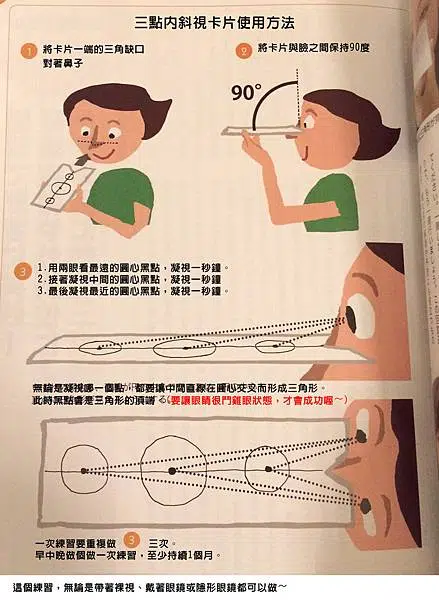 三點內斜視卡片使用方法
1 將卡片一端的三角缺口
對著鼻子
2 將卡片與臉之間保持90度
90°
3 1.用兩眼看最遠的圓心黑點，凝視一秒鐘。
2.接著凝視中間的圓心黑點，凝視一秒鐘
3.最後凝視最近的圓心黑點，凝視一秒鐘。
無論是凝視哪一個點，都要讓中間直線在圓心交叉而形成三角形。
此時黑點會是三角形的頂端（要讓眼睛很鬥雞眼狀態，才會成功喔～）
一次練習要重複做 3 三次。
早中晚做個做一次練習，至少持續1個月。
這個練習，無論是帶著裸視、戴著眼鏡或隱形眼鏡都可以做～